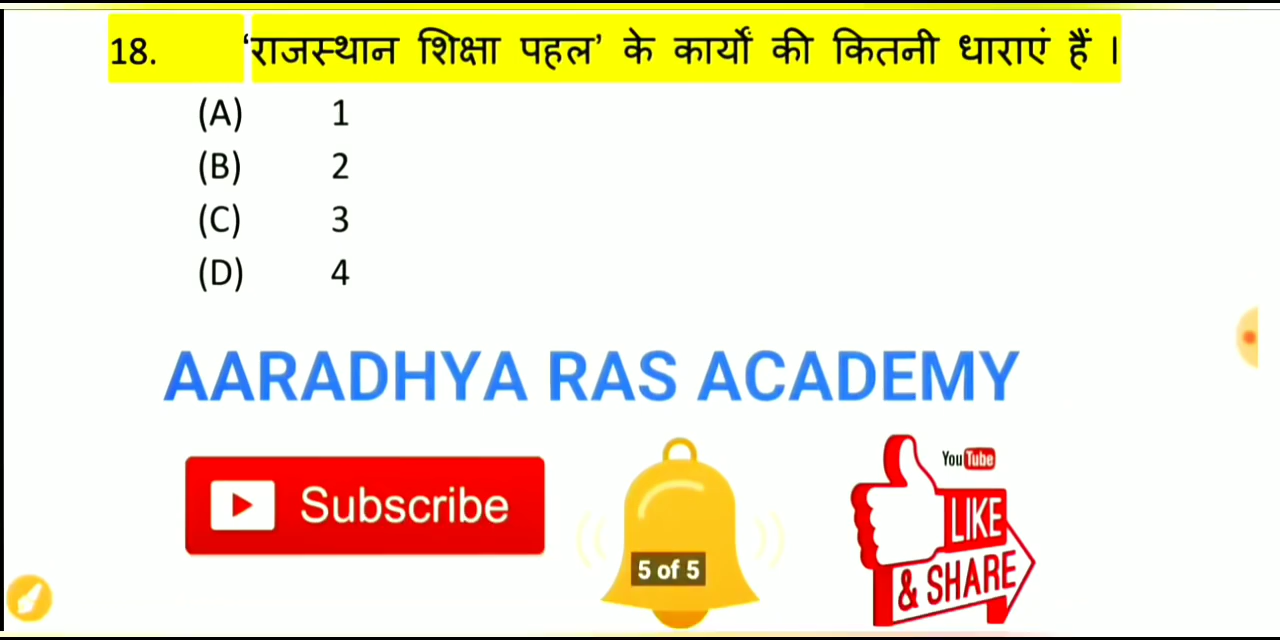 18. ‘राजस्थान शिक्षा पहल’ के कार्यों की कितनी धाराएं हैं ।
(A) 1
(B) 2
(C) 3
(D) 4
AARADHYA RAS ACADEMY
Subscribe
5 of 5
YouTube
LIKE
& SHARE